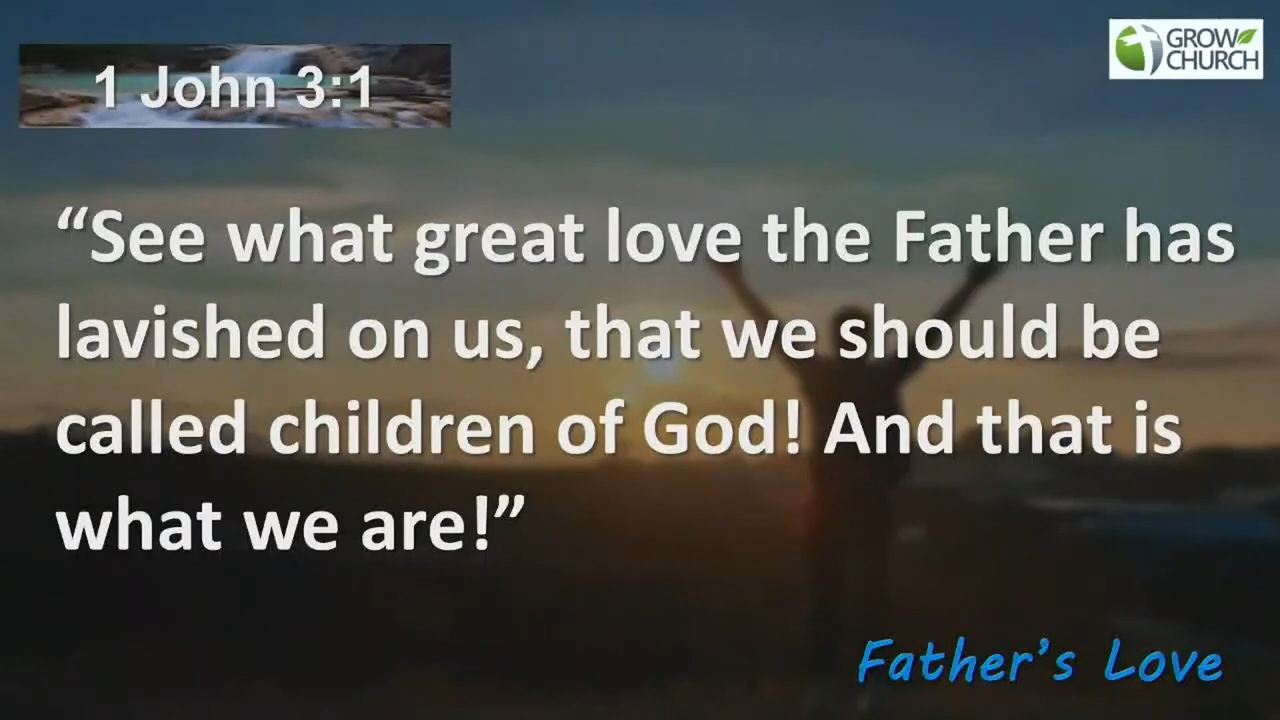 1 John 3:1
GROW
CHURCH
“See what great love the Father has
lavished on us, that we should be
called children of God! And that is
what we are!”
Father’s Love